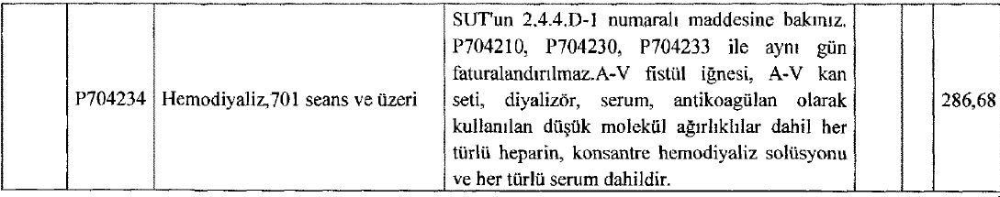 SUT'un 2.4.4.D-1 numaralı maddesine bakınız.
P704210, P704230, P704233 ile aynı gün
faturalandırılmaz.A-V fistül iğnesi, A-V kan
P704234 Hemodiyaliz,701 seans ve üzeri seti, diyalizör, serum, antikoagülan olarak 286,68
kullanılan düşük molekül ağırlıklılar dahil her
türlü heparin, konsantre hemodiyaliz solüsyonu
ve her türlü serum dahildir.